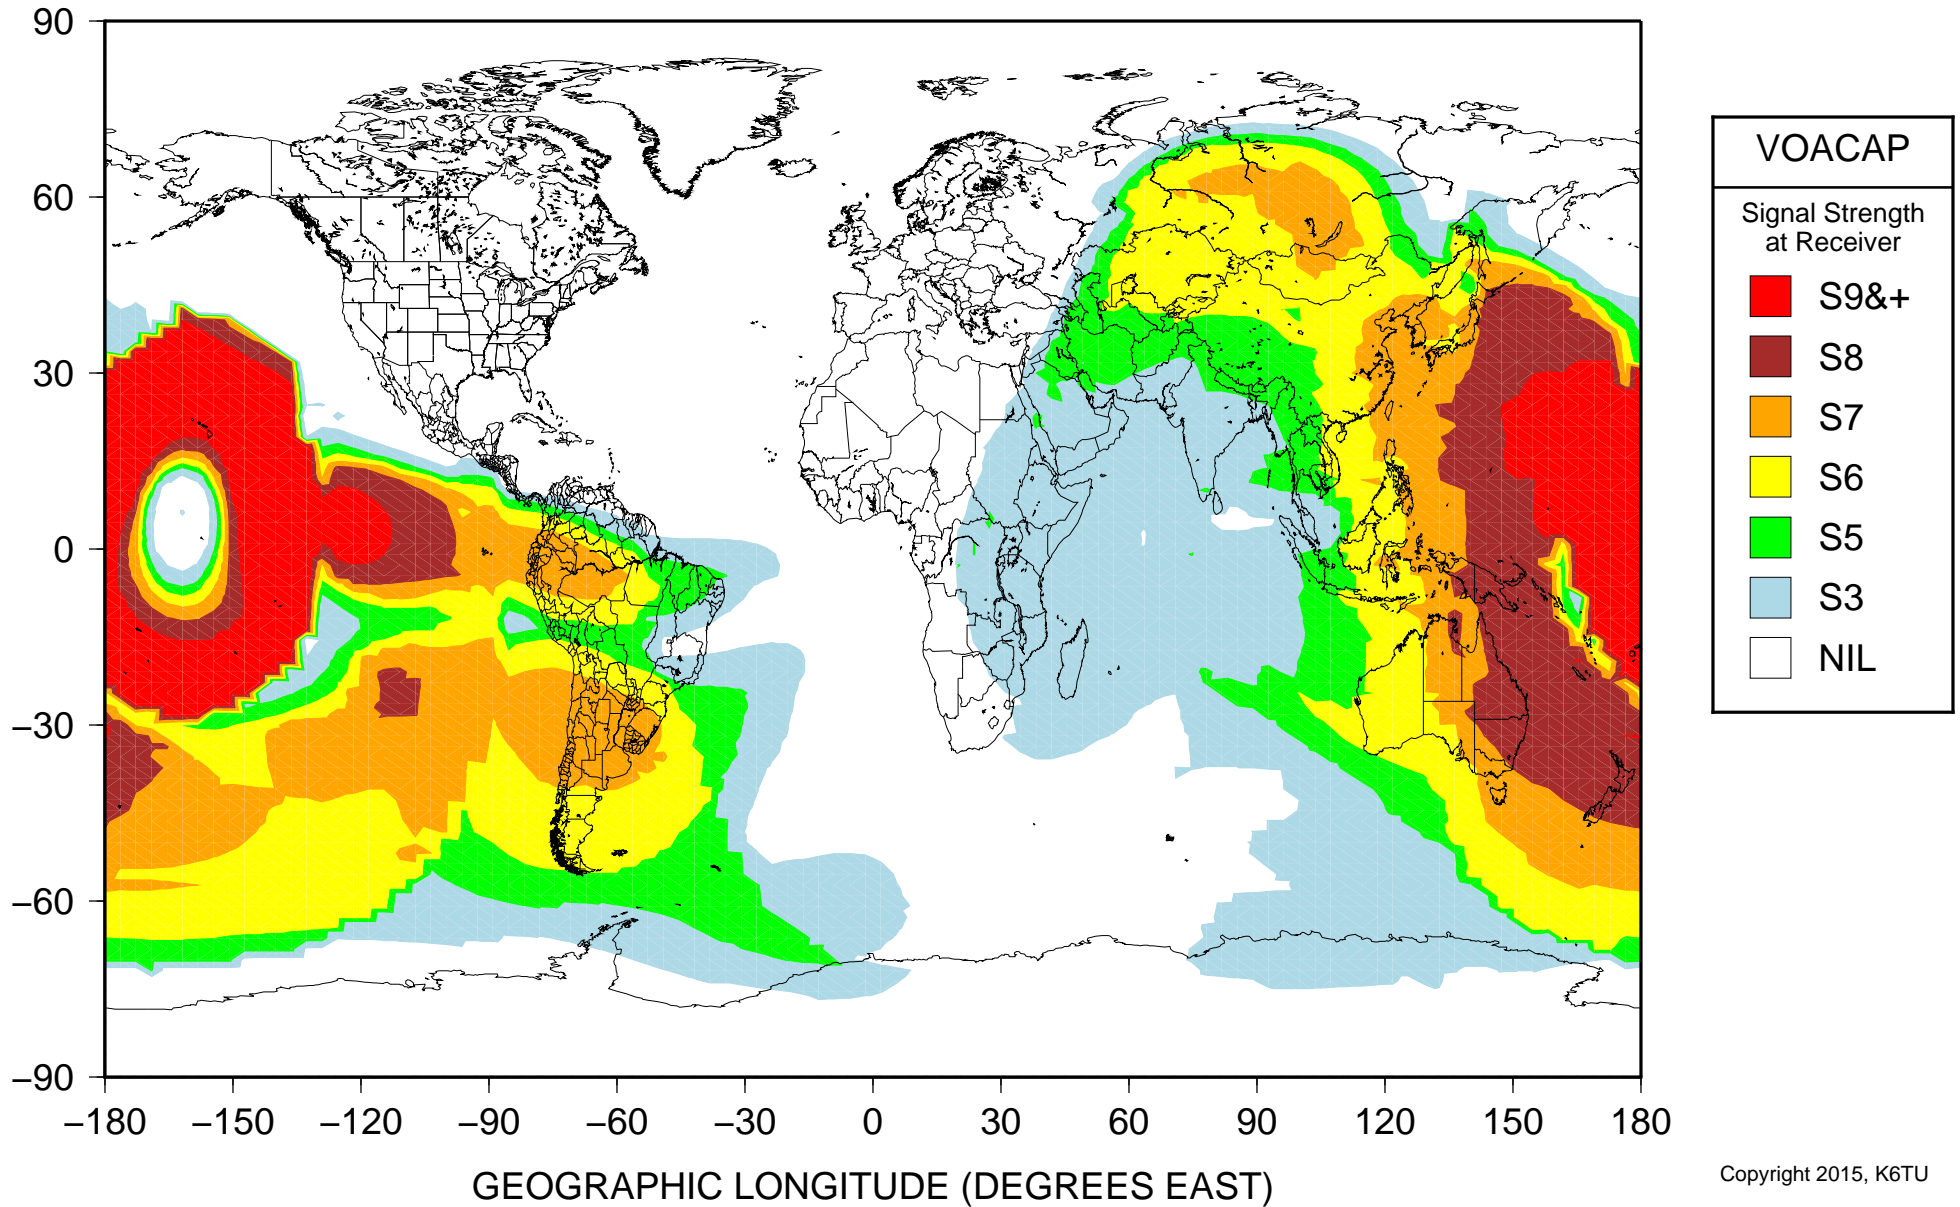 90
60
30
0
−30
−60
−90
−180 −150 −120 −90 −60 −30 0 30 60 90 120 150 180
GEOGRAPHIC LONGITUDE (DEGREES EAST)
VOACAP
Signal Strength
at Receiver
S9&+
S8
S7
S6
S5
S3
NIL
Copyright 2015, K6TU